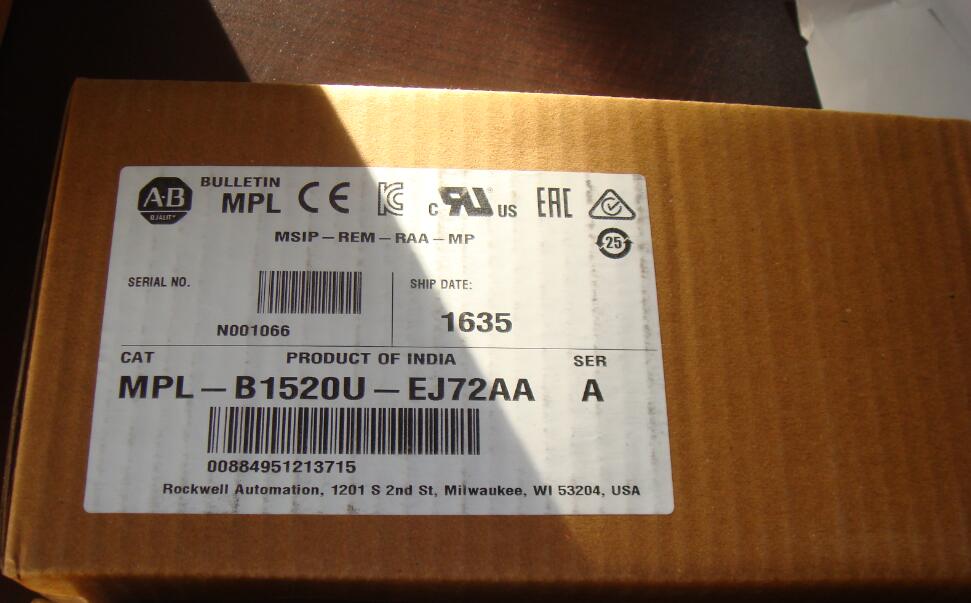 A-B
QUALITY
BULLETIN
MPL CE c RU US EAC
MSIP-REM-RAA-MP
25
SERIAL NO.
N001066
SHIP DATE:
1635
CAT PRODUCT OF INDIA SER
MPL-B1520U-EJ72AA A
00884951213715
Rockwell Automation, 1201 S 2nd St, Milwaukee, WI 53204, USA